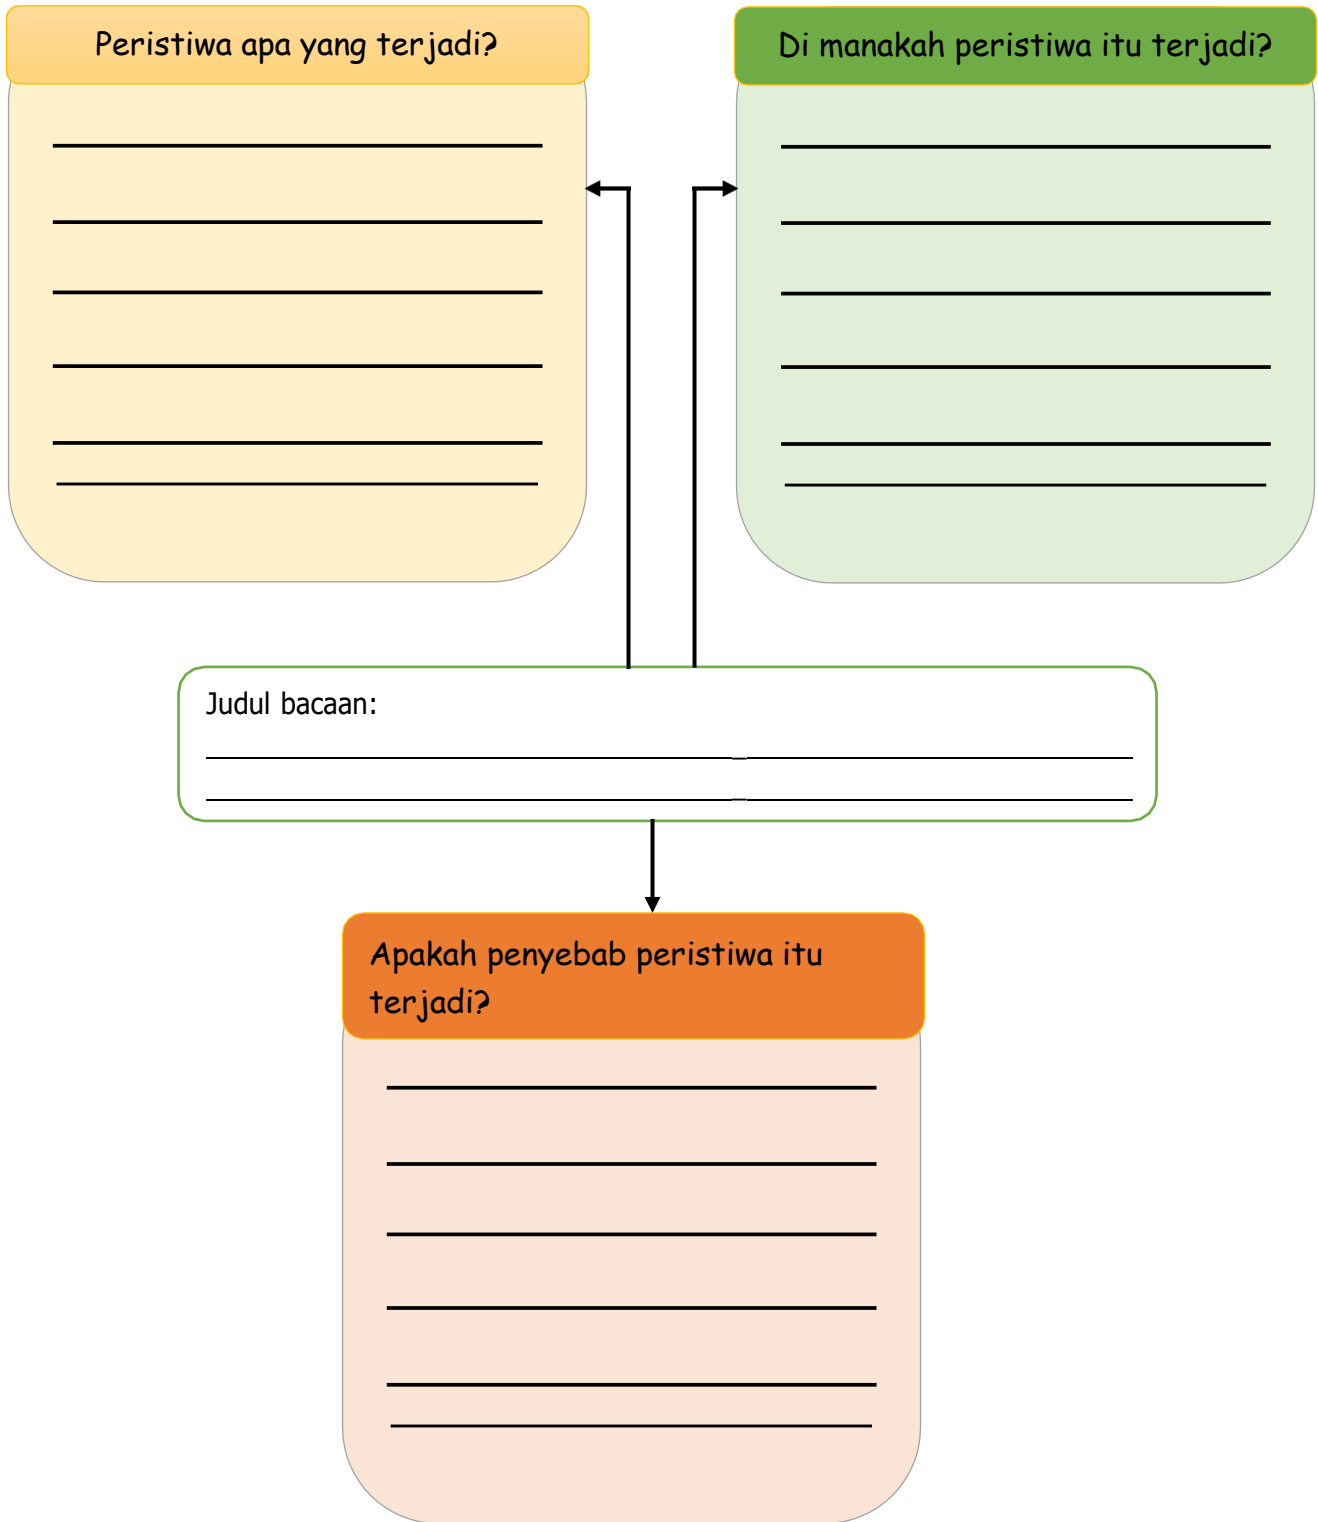 Peristiwa apa yang terjadi?
Di manakah peristiwa itu terjadi?
Judul bacaan:
Apakah penyebab peristiwa itu
terjadi?